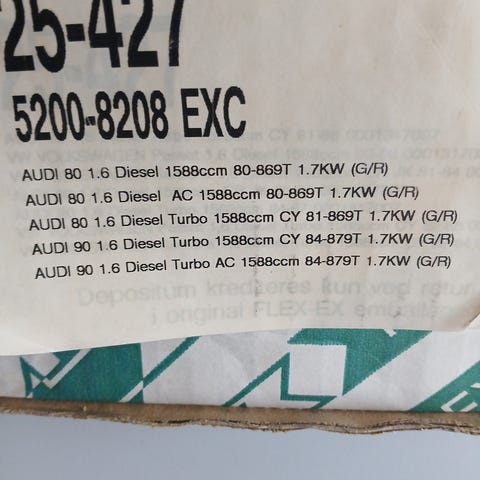 25-427
5200-8208 EXC
AUDI 80 1.6 Diesel 1588ccm 80-869T 1.7KW (G/R)
AUDI 80 1.6 Diesel AC 1588ccm 80-869T 1.7KW (G/R)
AUDI 80 1.6 Diesel Turbo 1588ccm CY 81-869T 1.7KW (G/R)
AUDI 90 1.6 Diesel Turbo 1588ccm CY 84-879T 1.7KW (G/R)
AUDI 90 1.6 Diesel Turbo AC 1588ccm 84-879T 1.7KW (G/R)
Depositum krediteres kun ved retur
i original FLEX-EX